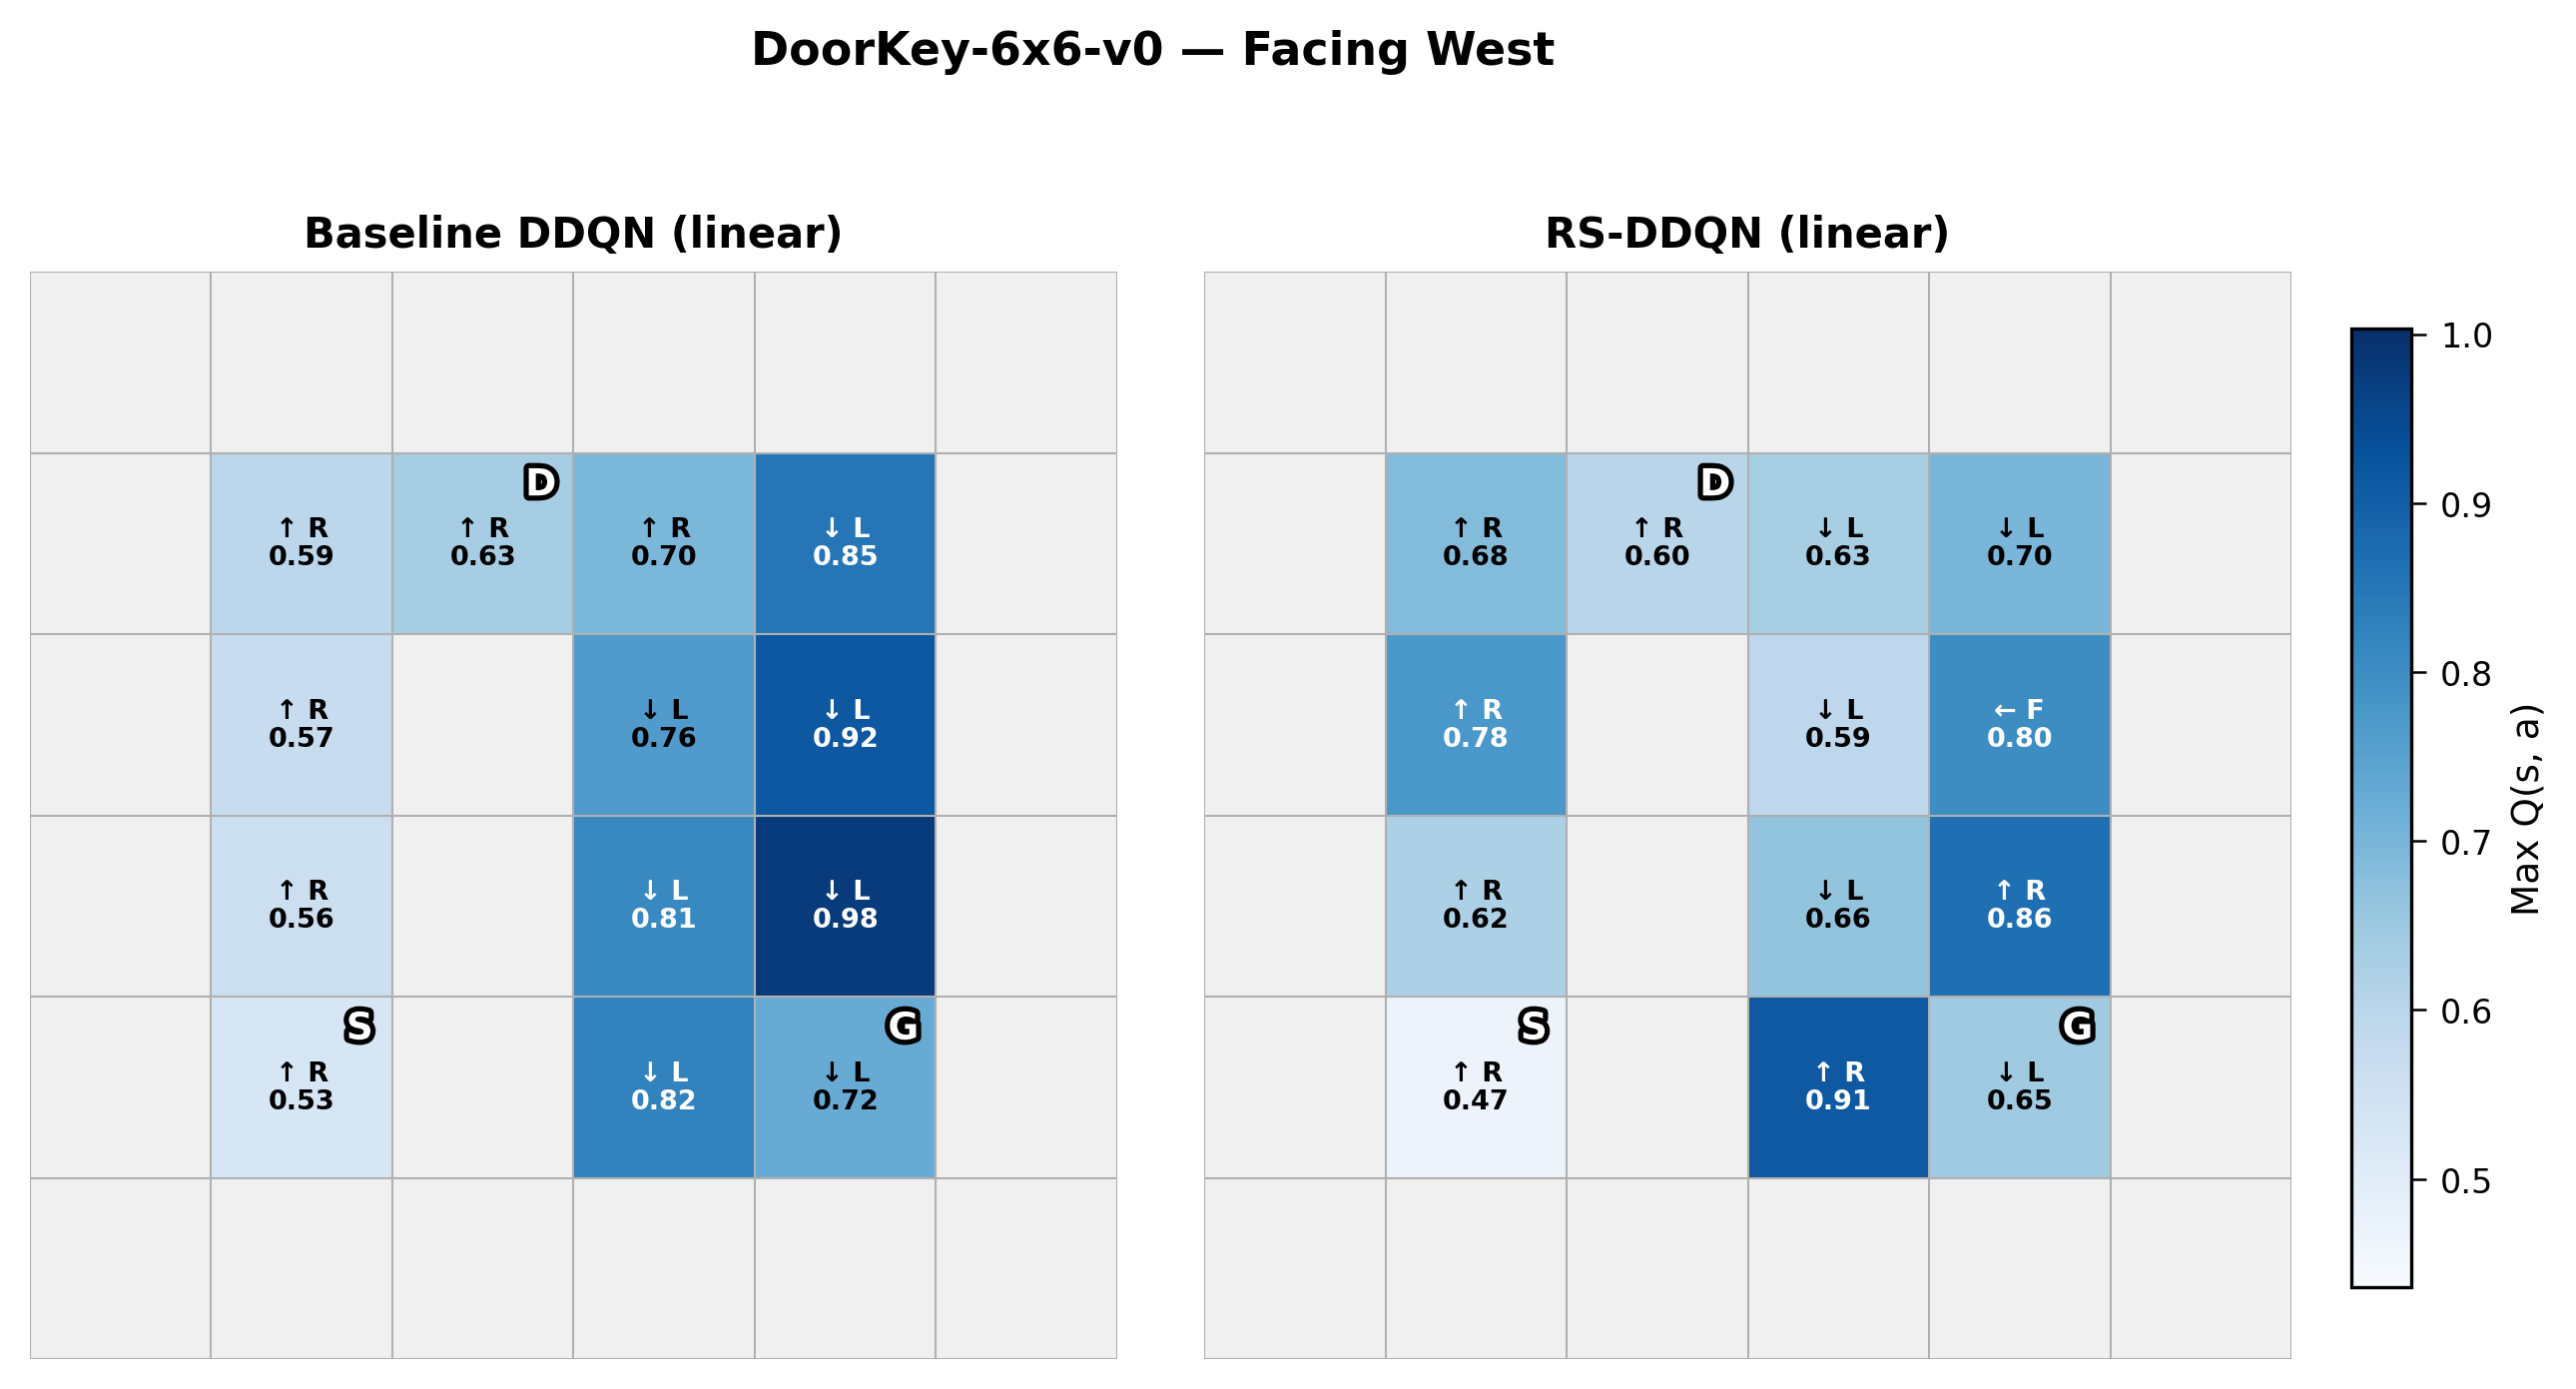 DoorKey-6x6-v0 — Facing West
Baseline DDQN (linear)
D
↑ R ↑ R ↑ R ↓ L
0.59 0.63 0.70 0.85
↑ R ↓ L ↓ L
0.57 0.76 0.92
↑ R ↓ L ↓ L
0.56 0.81 0.98
S G
↑ R ↓ L ↓ L
0.53 0.82 0.72
RS-DDQN (linear)
D
↑ R ↑ R ↓ L ↓ L
0.68 0.60 0.63 0.70
↑ R ↓ L ← F
0.78 0.59 0.80
↑ R ↓ L ↑ R
0.62 0.66 0.86
S G
↑ R ↑ R ↓ L
0.47 0.91 0.65
1.0
0.9
0.8
0.7
0.6
0.5
Max Q(s, a)